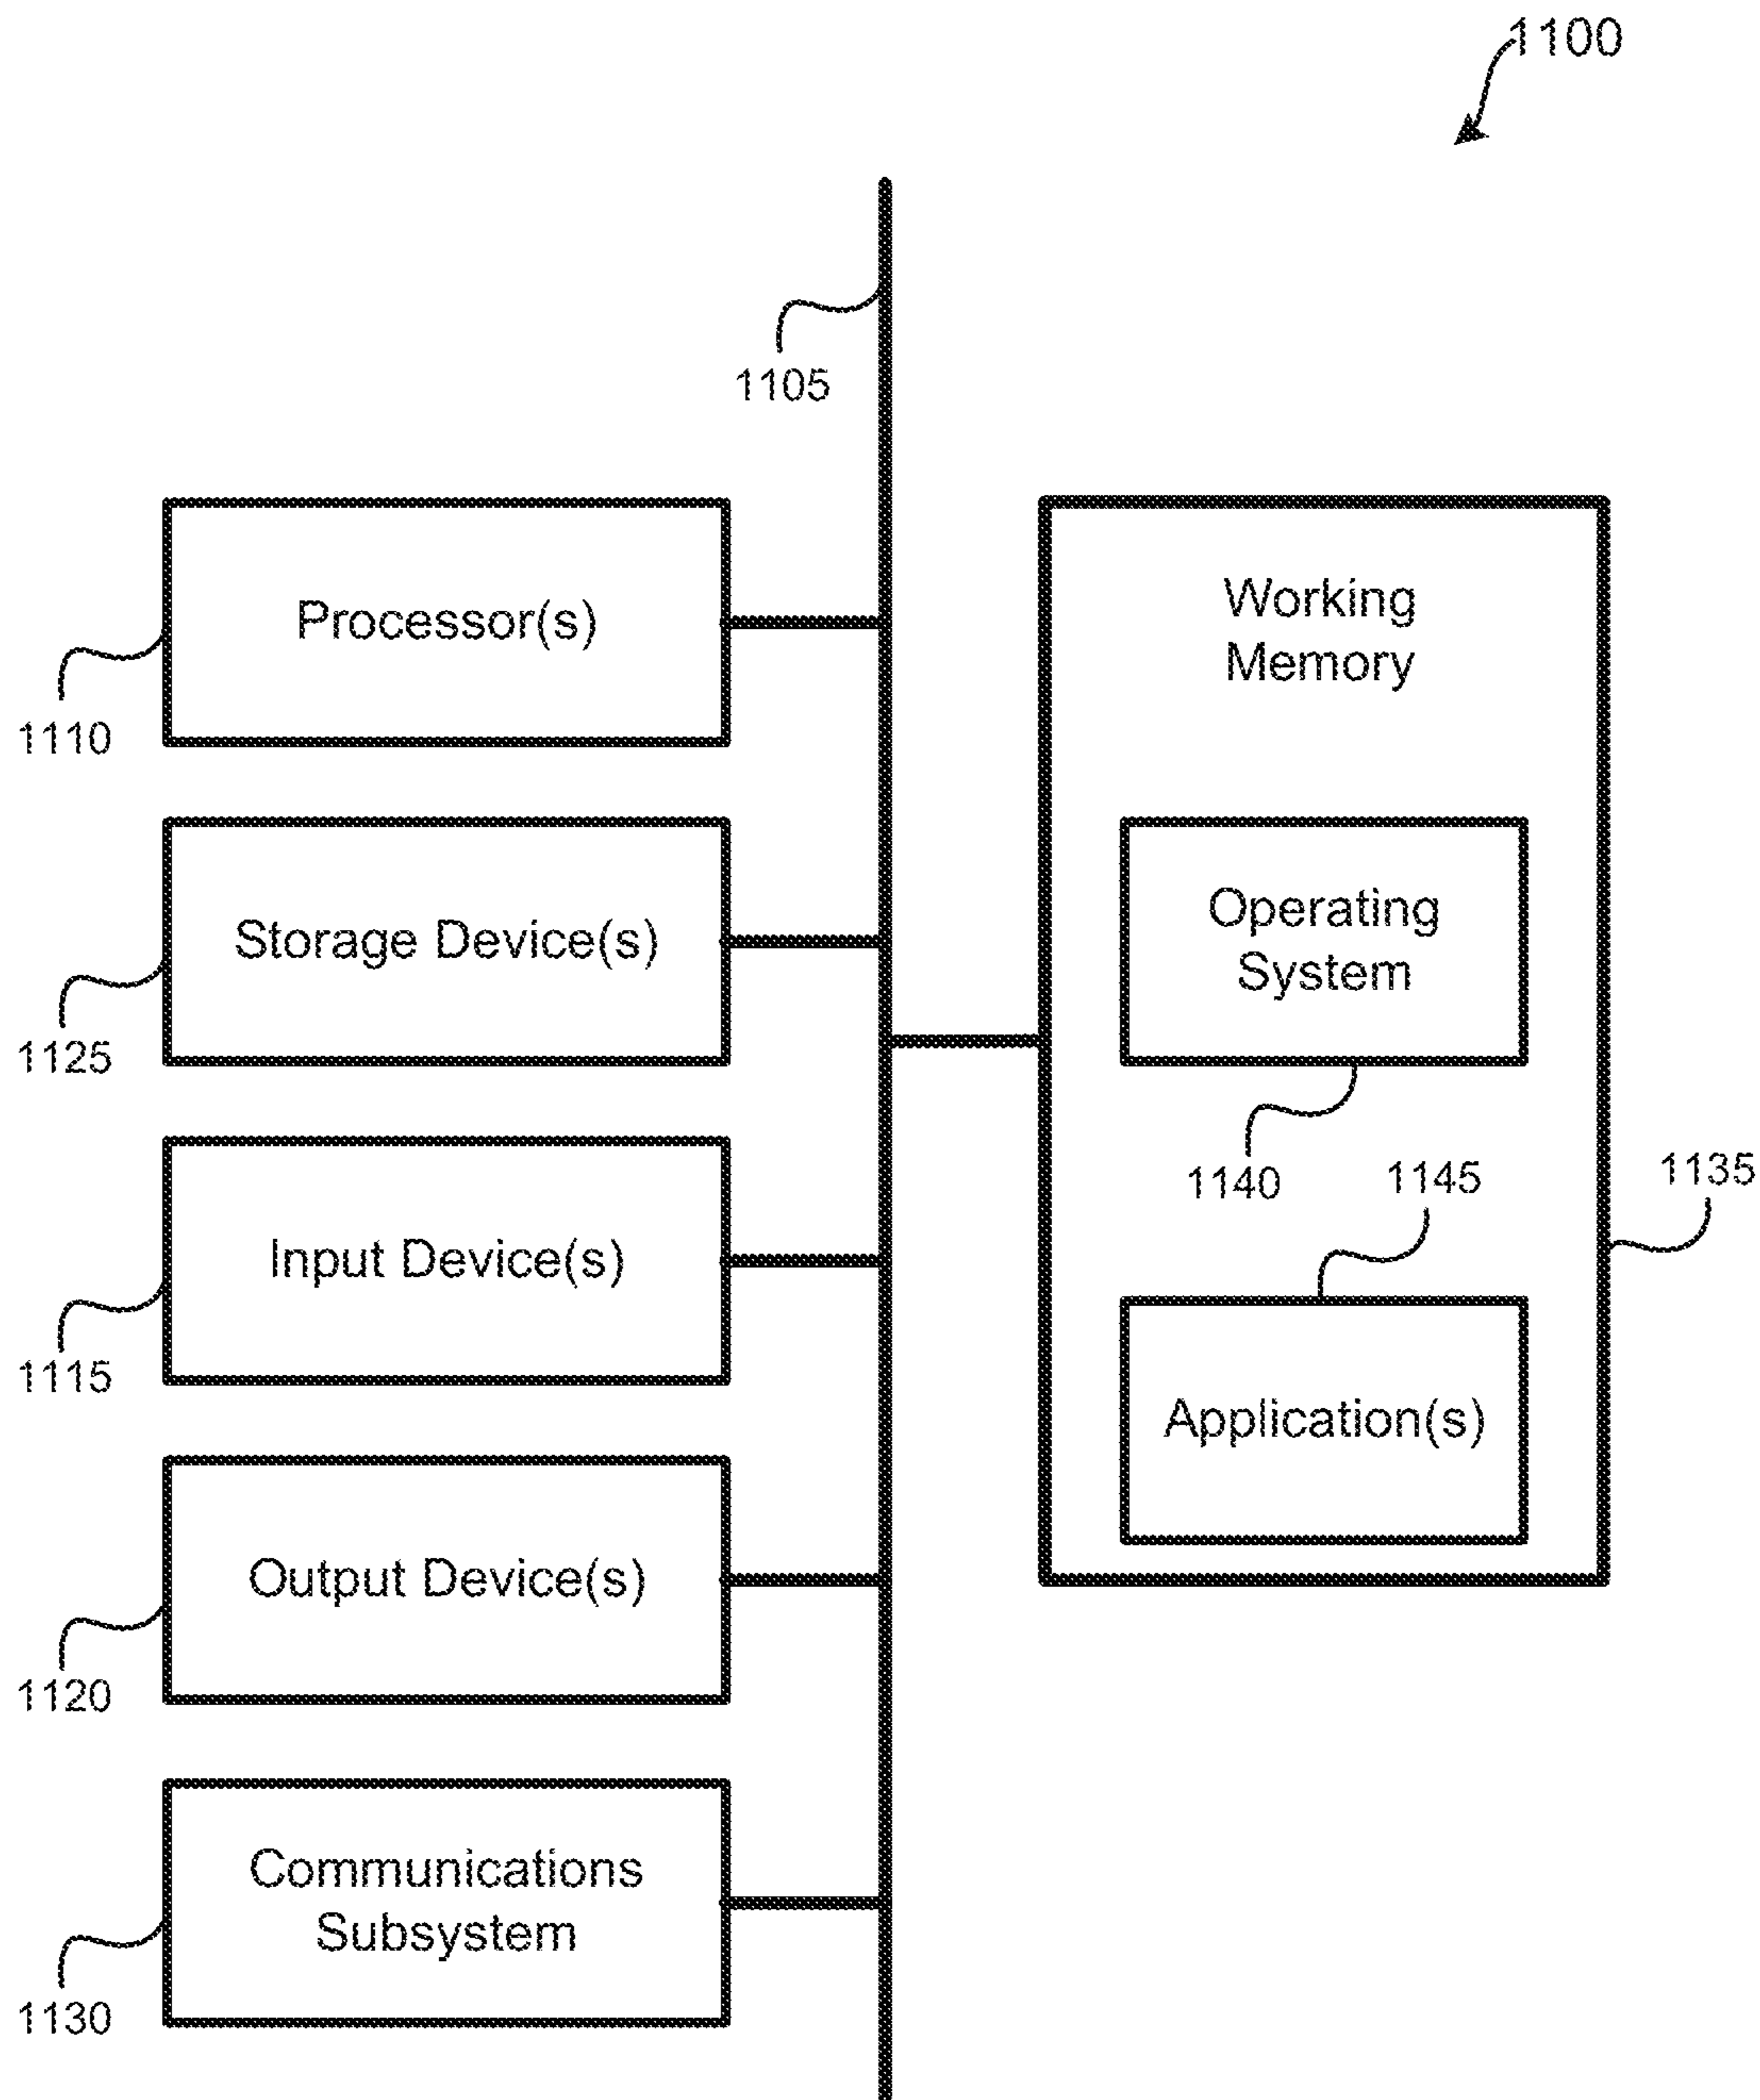 1100
1105
Processor(s)
1110
Storage Device(s)
1125
Input Device(s)
1115
Output Device(s)
1120
Communications
Subsystem
1130
Working
Memory
Operating
System
1140
1145
1135
Application(s)